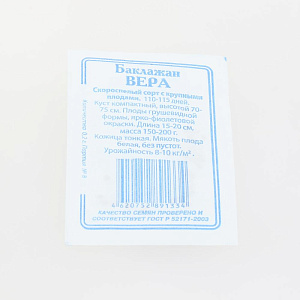 Баклажан
ВЕРА
Скороспелый сорт с крупными
плодами. 110-115 дней.
Куст компактный, высотой 70-
75 см. Плоды грушевидной
формы, ярко-фиолетовой
окраски. Длина 15-20 см,
масса 150-200 г.
Кожица тонкая. Мякоть плода
белая, без пустот.
Урожайность 8-10 кг/м².
4620752891334
КАЧЕСТВО СЕМЯН ПРОВЕРЕНО И
СООТВЕТСТВУЕТ ГОСТ Р 52171-2003